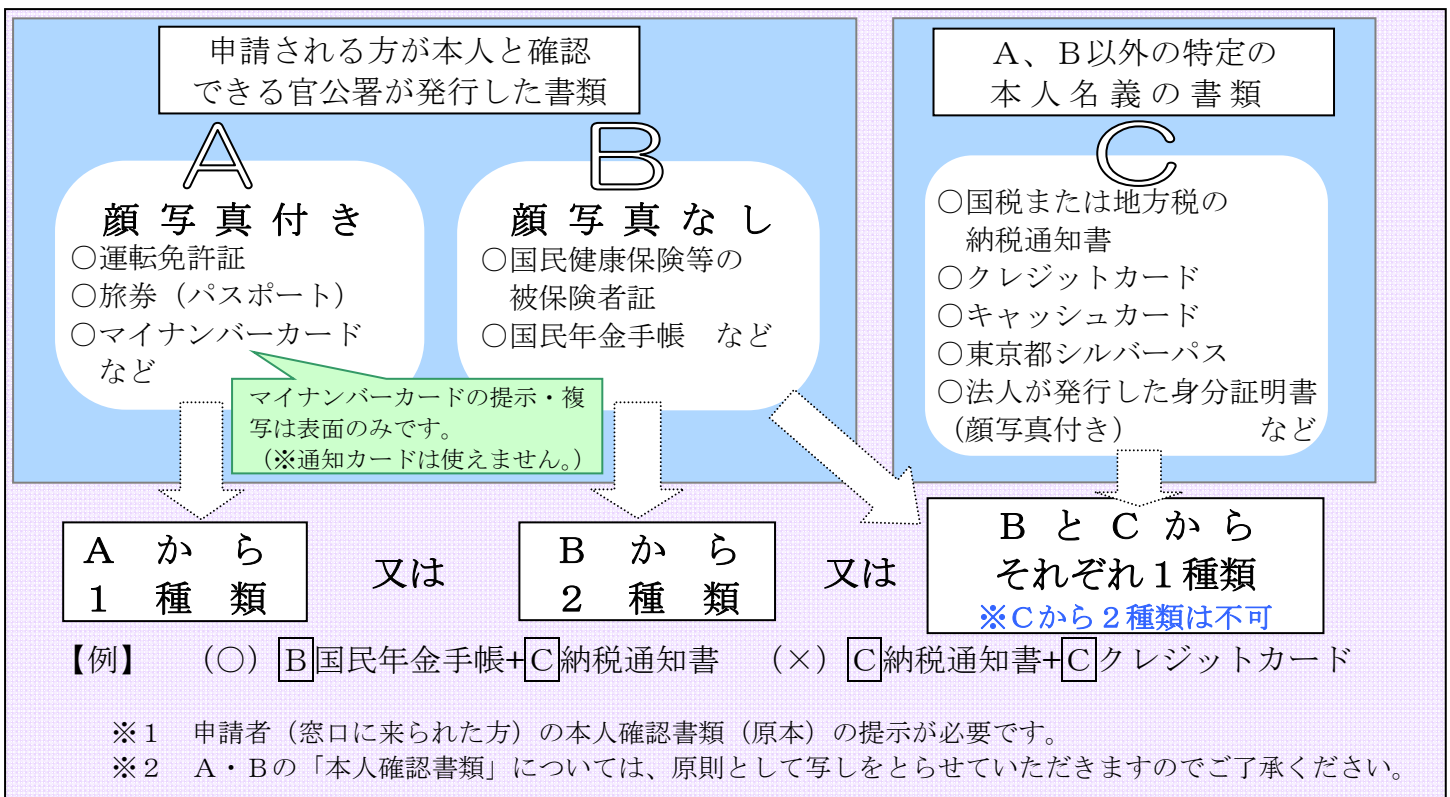 申請される方が本人と確認
できる官公署が発行した書類
A
顔写真付き
○運転免許証
○旅券（パスポート）
○マイナンバーカード
など
マイナンバーカードの提示・複
写は表面のみです。
（※通知カードは使えません。）
B
顔写真なし
○国民健康保険等の
被保険者証
○国民年金手帳　など
A、B以外の特定の
本人名義の書類
C
○国税または地方税の
納税通知書
○クレジットカード
○キャッシュカード
○東京都シルバーパス
○法人が発行した身分証明書
（顔写真付き）　など
Aから
1種類
又は
Bから
2種類
又は
BとCから
それぞれ1種類
※Cから2種類は不可
【例】　（○）B国民年金手帳+C納税通知書　（×）C納税通知書+Cクレジットカード
※1　申請者（窓口に来られた方）の本人確認書類（原本）の提示が必要です。
※2　A・Bの「本人確認書類」については、原則として写しをとらせていただきますのでご了承ください。